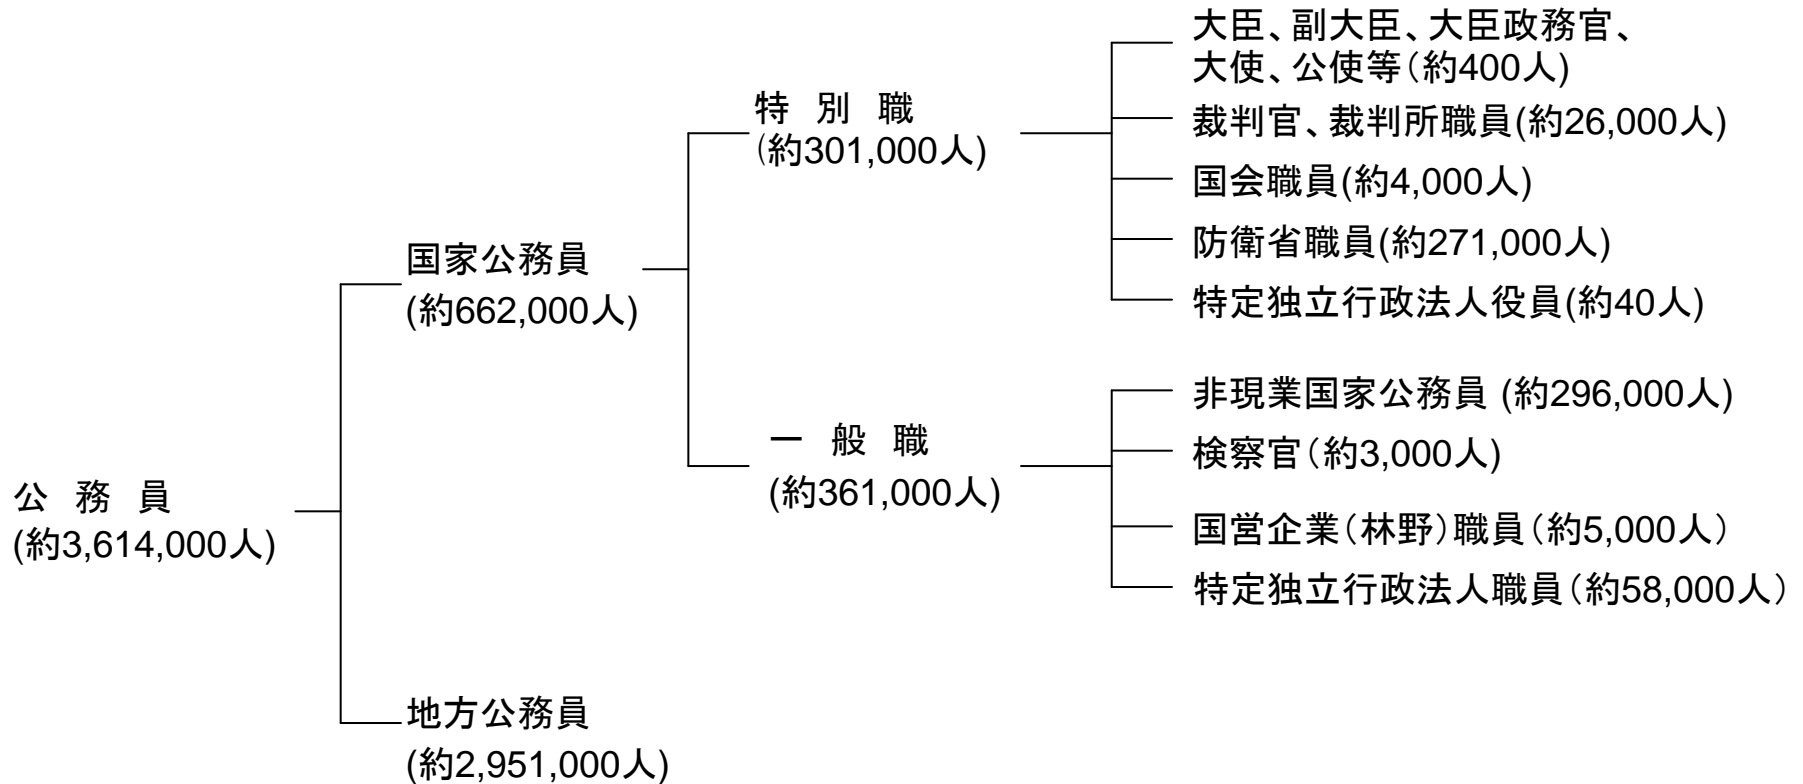 公 務 員
(約3,614,000人)
国家公務員
(約662,000人)
特 別 職
(約301,000人)
大臣、副大臣、大臣政務官、
大使、公使等(約400人)
裁判官、裁判所職員(約26,000人)
国会職員(約4,000人)
防衛省職員(約271,000人)
特定独立行政法人役員(約40人)
一 般 職
(約361,000人)
非現業国家公務員 (約296,000人)
検察官(約3,000人)
国営企業(林野)職員(約5,000人)
特定独立行政法人職員(約58,000人)
地方公務員
(約2,951,000人)